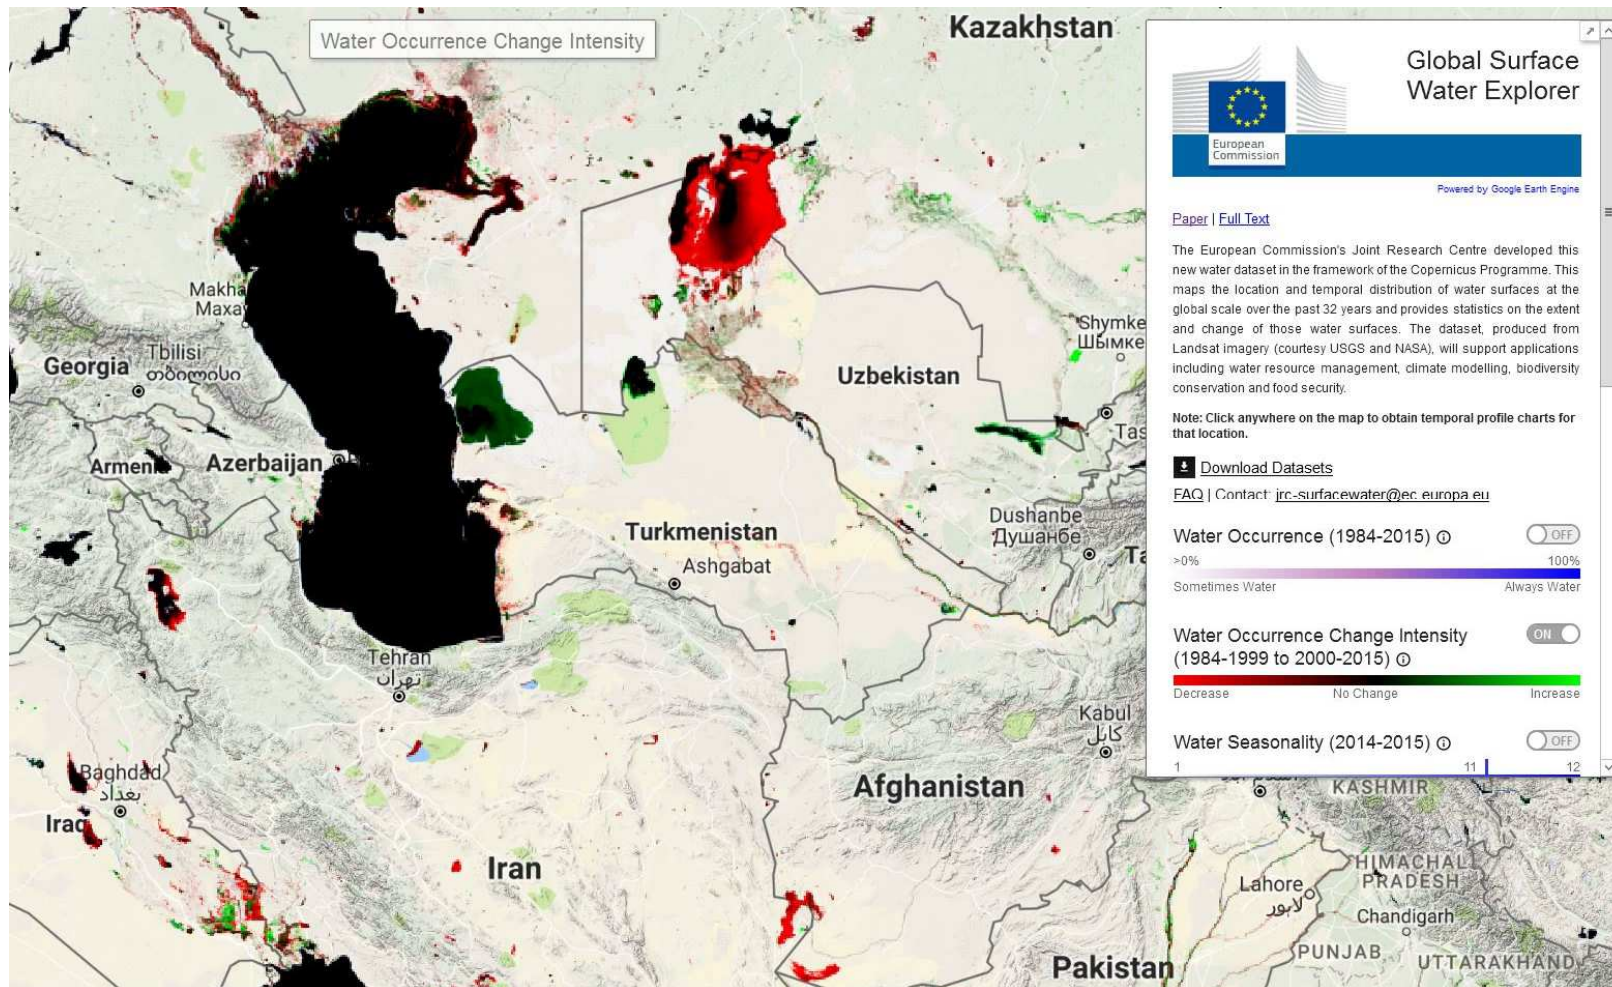 Water Occurrence Change Intensity
Kazakhstan
Makha
Maxa
Georgia
Tbilisi
თბილისი
Armenia
Azerbaijan
Uzbekistan
Shymke
Шымке
Tas
Turkmenistan
Ashgabat
Dushanbe
Душанбе
Ta
Tehran
تهران
Kabul
کابل
Baghdad
بغداد
Iraq
Afghanistan
Iran
KASHMIR
HIMACHAL
PRADESH
Lahore
لاہور
Chandigarh
PUNJAB
UTTARAKHAND
Pakistan
Global Surface
Water Explorer
European
Commission
Powered by Google Earth Engine
Paper | Full Text
The European Commission's Joint Research Centre developed this
new water dataset in the framework of the Copernicus Programme. This
maps the location and temporal distribution of water surfaces at the
global scale over the past 32 years and provides statistics on the extent
and change of those water surfaces. The dataset, produced from
Landsat imagery (courtesy USGS and NASA), will support applications
including water resource management, climate modelling, biodiversity
conservation and food security.
Note: Click anywhere on the map to obtain temporal profile charts for
that location.
Download Datasets
FAQ | Contact: jrc-surfacewater@ec.europa.eu
Water Occurrence (1984-2015)
OFF
>0% 100%
Sometimes Water Always Water
Water Occurrence Change Intensity
(1984-1999 to 2000-2015)
ON
Decrease No Change Increase
Water Seasonality (2014-2015)
OFF
1 11 12